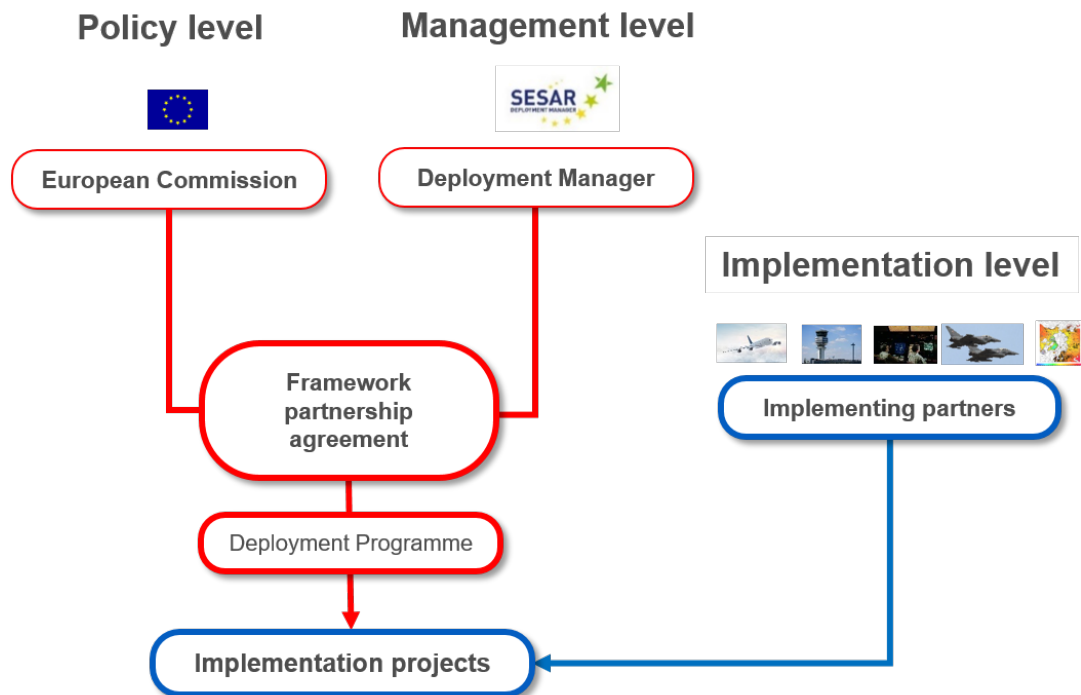 Policy level
Management level
SESAR
DEPLOYMENT MANAGER
European Commission
Deployment Manager
Implementation level
Framework
partnership
agreement
Implementing partners
Deployment Programme
Implementation projects